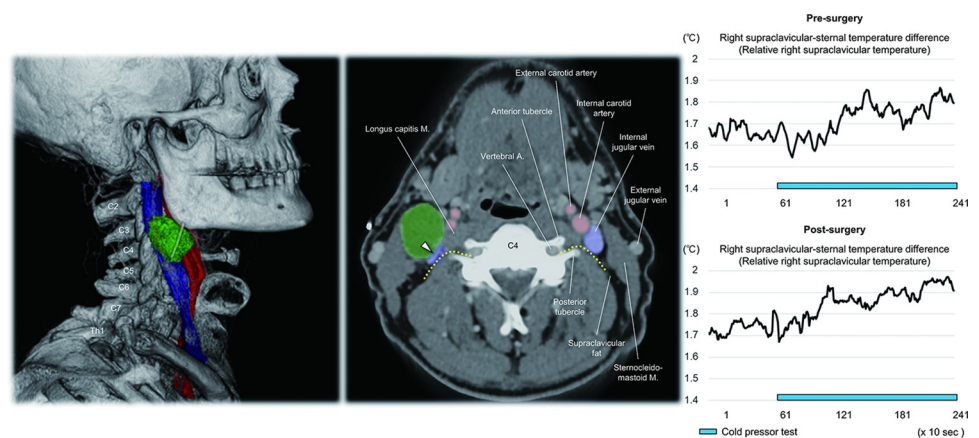 C2
C3
C4
C5
C6
C7
Th1
External carotid artery
Anterior tubercle
Internal carotid
artery
Longus capitis M.
Internal
jugular vein
Vertebral A.
External
jugular vein
C4
Posterior
tubercle
Supraclavicular
fat
Sternocleido-
mastoid M.
Pre-surgery
(℃)
Right supraclavicular-sternal temperature difference
(Relative right supraclavicular temperature)
2
1.9
1.8
1.7
1.6
1.5
1.4
1 61 121 181 241
Post-surgery
(℃)
Right supraclavicular-sternal temperature difference
(Relative right supraclavicular temperature)
2
1.9
1.8
1.7
1.6
1.5
1.4
1 61 121 181 241
Cold pressor test (x 10 sec)